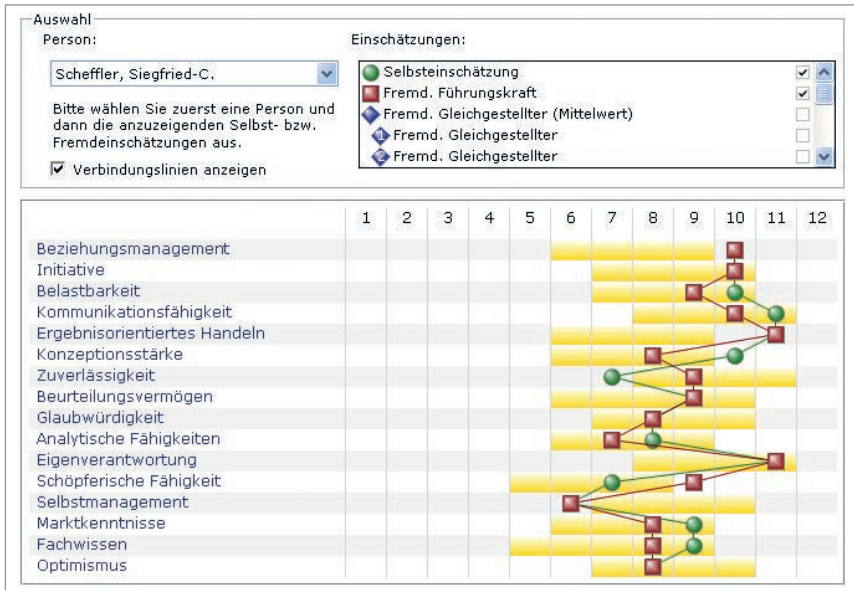 Auswahl
Person:
Scheffler, Siegfried-C.
Bitte wählen Sie zuerst eine Person und
dann die anzuzeigenden Selbst- bzw.
Fremdeinschätzungen aus.
Verbindungslinien anzeigen
Einschätzungen:
Selbsteinschätzung
Fremd. Führungskraft
Fremd. Gleichgestellter (Mittelwert)
1 Fremd. Gleichgestellter
2 Fremd. Gleichgestellter
1 2 3 4 5 6 7 8 9 10 11 12
Beziehungsmanagement
Initiative
Belastbarkeit
Kommunikationsfähigkeit
Ergebnisorientiertes Handeln
Konzeptionsstärke
Zuverlässigkeit
Beurteilungsvermögen
Glaubwürdigkeit
Analytische Fähigkeiten
Eigenverantwortung
Schöpferische Fähigkeit
Selbstmanagement
Marktkenntnisse
Fachwissen
Optimismus